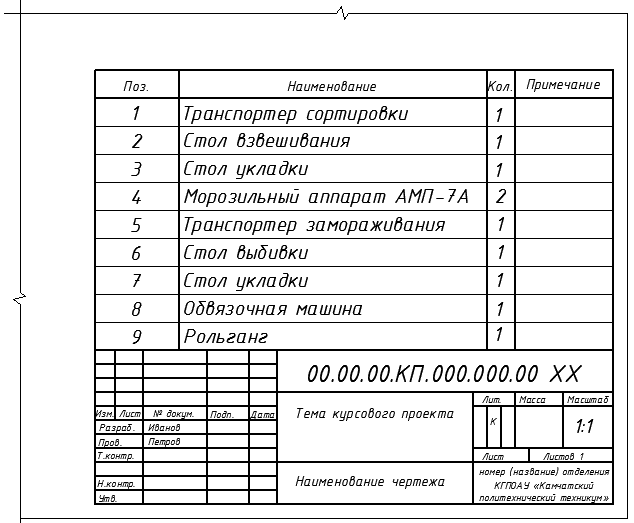 Поз. Наименование Кол. Примечание
1 Транспортер сортировки 1
2 Стол взвешивания 1
3 Стол укладки 1
4 Морозильный аппарат АМП-7А 2
5 Транспортер замораживания 1
6 Стол выбивки 1
7 Стол укладки 1
8 Обвязочная машина 1
9 Рольганг 1
00.00.00.КП.000.000.00 ХХ
Лит. Масса Масштаб
Изм. Лист № докум. Подп. Дата
Тема курсового проекта
К 1:1
Разраб. Иванов
Пров. Петров
Т.контр.
Лист Листов 1
Наименование чертежа
номер (название) отделения
КГПОАУ «Камчатский
политехнический техникум»
Н.контр.
Утв.